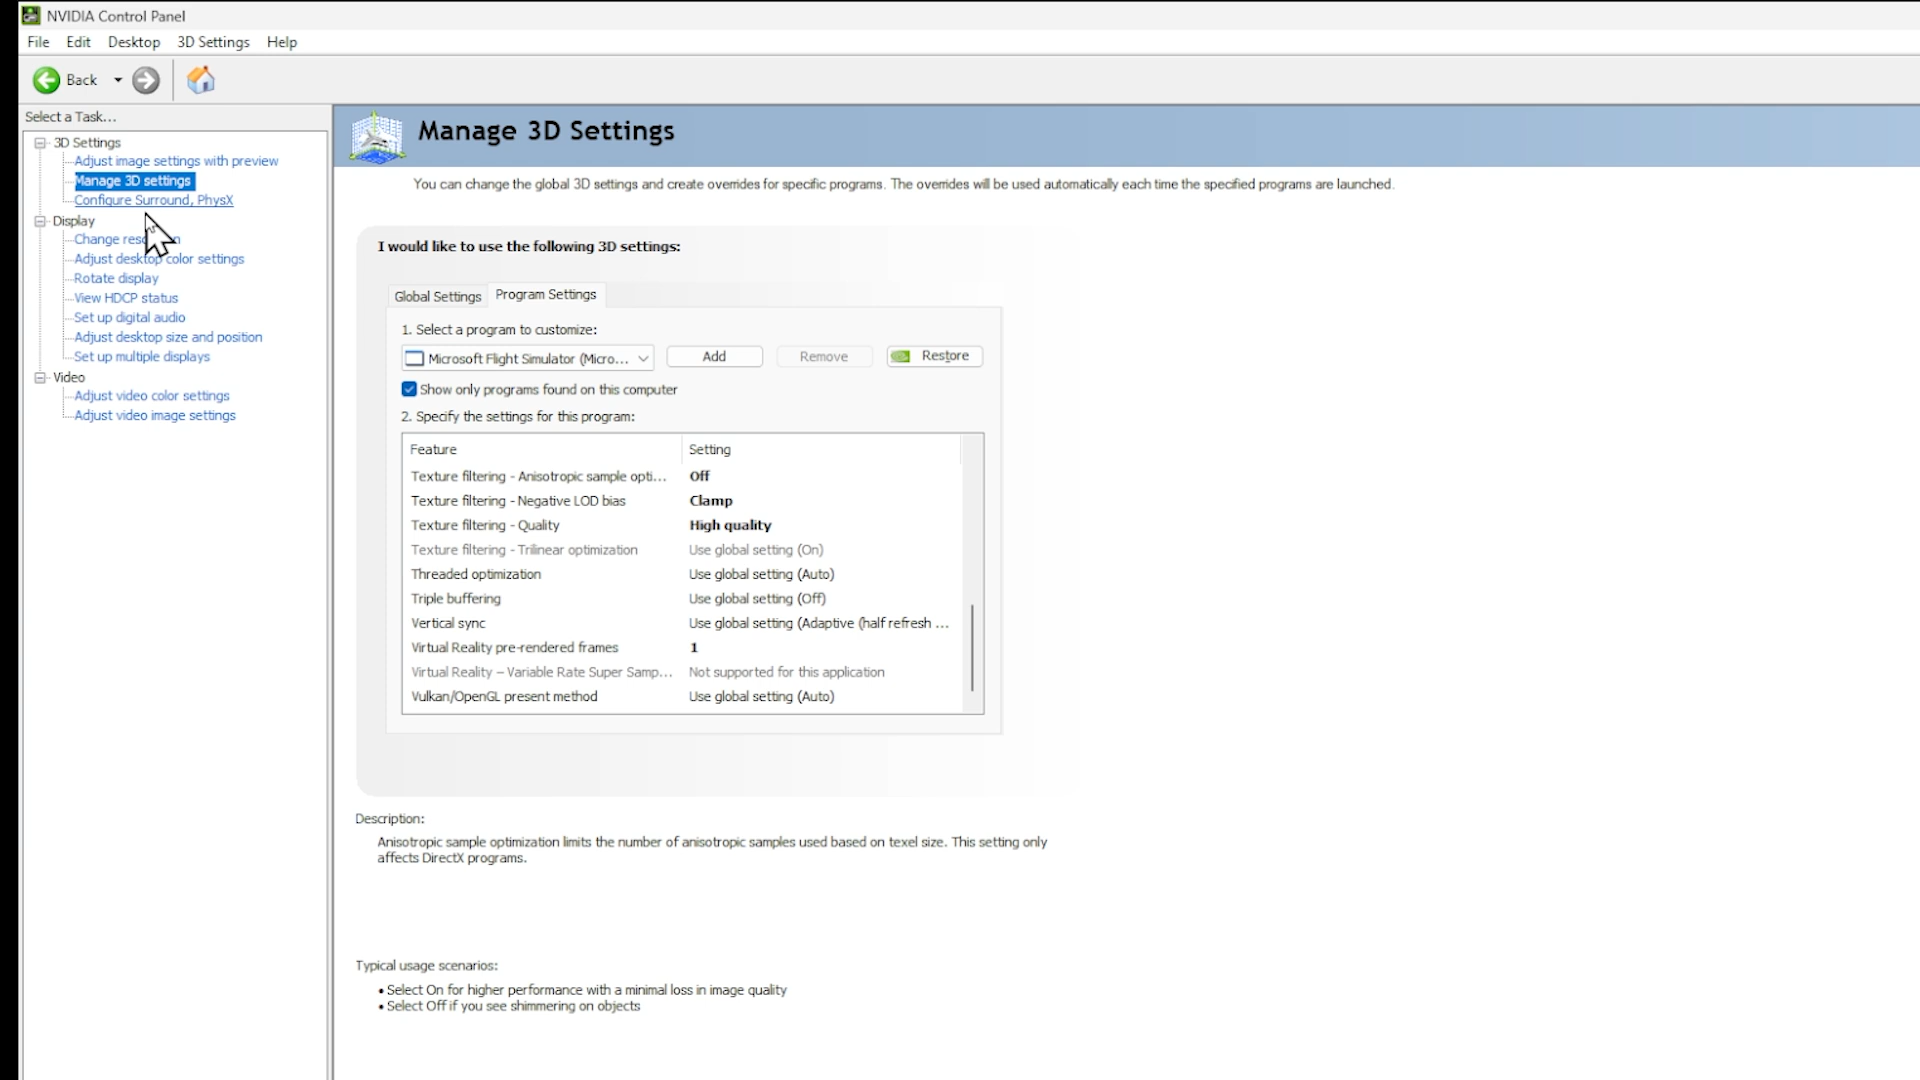 NVIDIA Control Panel
File Edit Desktop 3D Settings Help
Back
Select a Task...
3D Settings
Adjust image settings with preview
Manage 3D settings
Configure Surround, PhysX
Display
Change
Adjust desktop color settings
Rotate display
View HDCP status
Set up digital audio
Adjust desktop size and position
Set up multiple displays
Video
Adjust video color settings
Adjust video image settings
Manage 3D Settings
You can change the global 3D settings and create overrides for specific programs. The overrides will be used automatically each time the specified programs are launched.
I would like to use the following 3D settings:
Global Settings Program Settings
1. Select a program to customize:
Microsoft Flight Simulator (Micro... Add Remove Restore
Show only programs found on this computer
2. Specify the settings for this program:
Feature Setting
Texture filtering - Anisotropic sample opti... Off
Texture filtering - Negative LOD bias Clamp
Texture filtering - Quality High quality
Texture filtering - Trilinear optimization Use global setting (On)
Threaded optimization Use global setting (Auto)
Triple buffering Use global setting (Off)
Vertical sync Use global setting (Adaptive (half refresh ...
Virtual Reality pre-rendered frames 1
Virtual Reality – Variable Rate Super Samp... Not supported for this application
Vulkan/OpenGL present method Use global setting (Auto)
Description:
Anisotropic sample optimization limits the number of anisotropic samples used based on texel size. This setting only
affects DirectX programs.
Typical usage scenarios:
• Select On for higher performance with a minimal loss in image quality
• Select Off if you see shimmering on objects